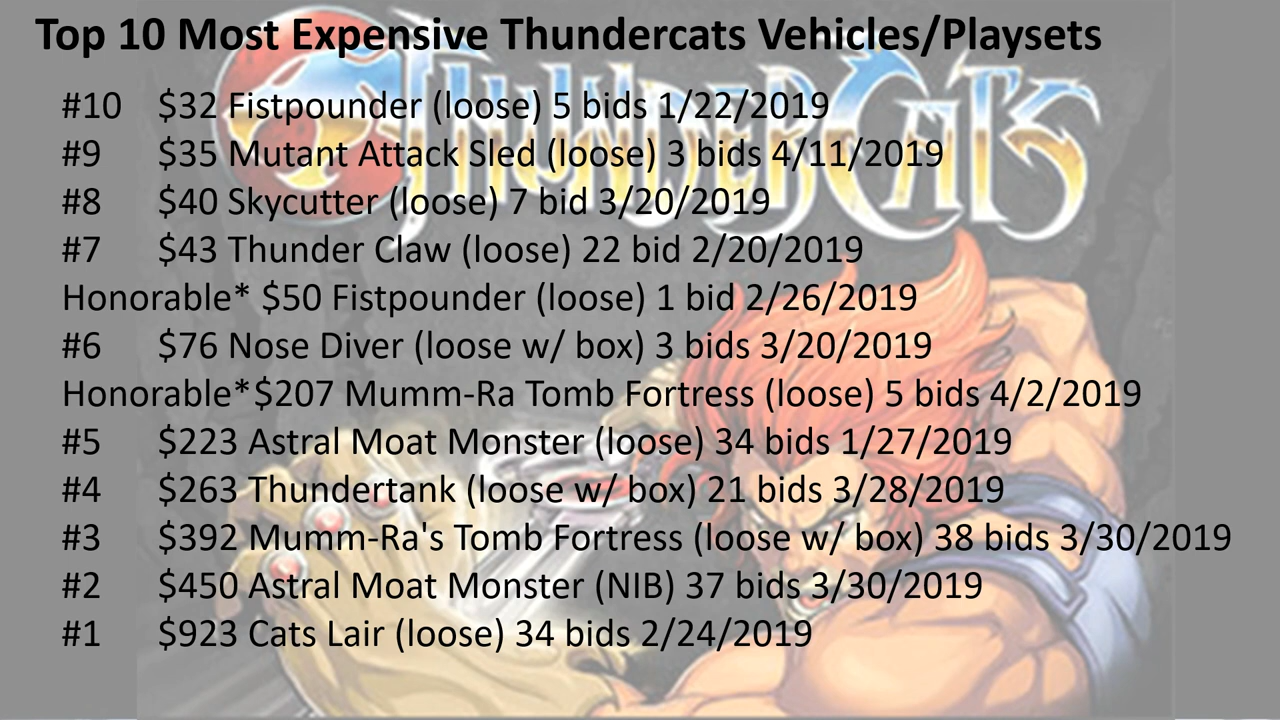 Top 10 Most Expensive Thundercats Vehicles/Playsets
THUNDERCATS
#10 $32 Fistpounder (loose) 5 bids 1/22/2019
#9 $35 Mutant Attack Sled (loose) 3 bids 4/11/2019
#8 $40 Skycutter (loose) 7 bid 3/20/2019
#7 $43 Thunder Claw (loose) 22 bid 2/20/2019
Honorable* $50 Fistpounder (loose) 1 bid 2/26/2019
#6 $76 Nose Diver (loose w/ box) 3 bids 3/20/2019
Honorable*$207 Mumm-Ra Tomb Fortress (loose) 5 bids 4/2/2019
#5 $223 Astral Moat Monster (loose) 34 bids 1/27/2019
#4 $263 Thundertank (loose w/ box) 21 bids 3/28/2019
#3 $392 Mumm-Ra's Tomb Fortress (loose w/ box) 38 bids 3/30/2019
#2 $450 Astral Moat Monster (NIB) 37 bids 3/30/2019
#1 $923 Cats Lair (loose) 34 bids 2/24/2019